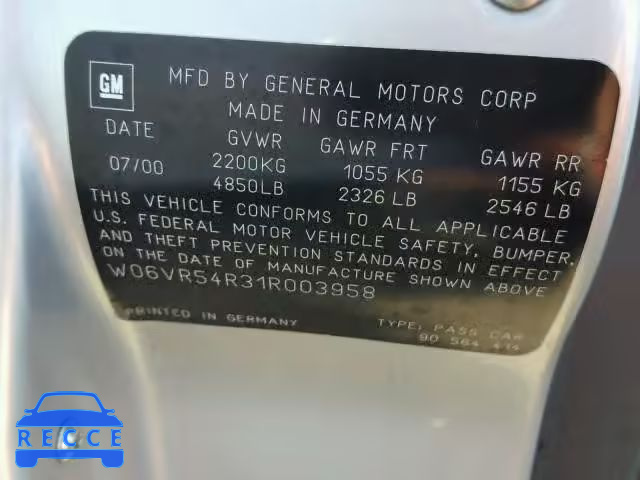 GM
MFD BY GENERAL MOTORS CORP
MADE IN GERMANY
DATE GVWR GAWR FRT GAWR RR
07/00 2200KG 1055 KG 1155 KG
4850LB 2326 LB 2546 LB
THIS VEHICLE CONFORMS TO ALL APPLICABLE
U.S. FEDERAL MOTOR VEHICLE SAFETY, BUMPER,
AND THEFT PREVENTION STANDARDS IN EFFECT
ON THE DATE OF MANUFACTURE SHOWN ABOVE
W06VR54R31R003958
PRINTED IN GERMANY TYPE: PASS CAR
90 564 414
RECCE